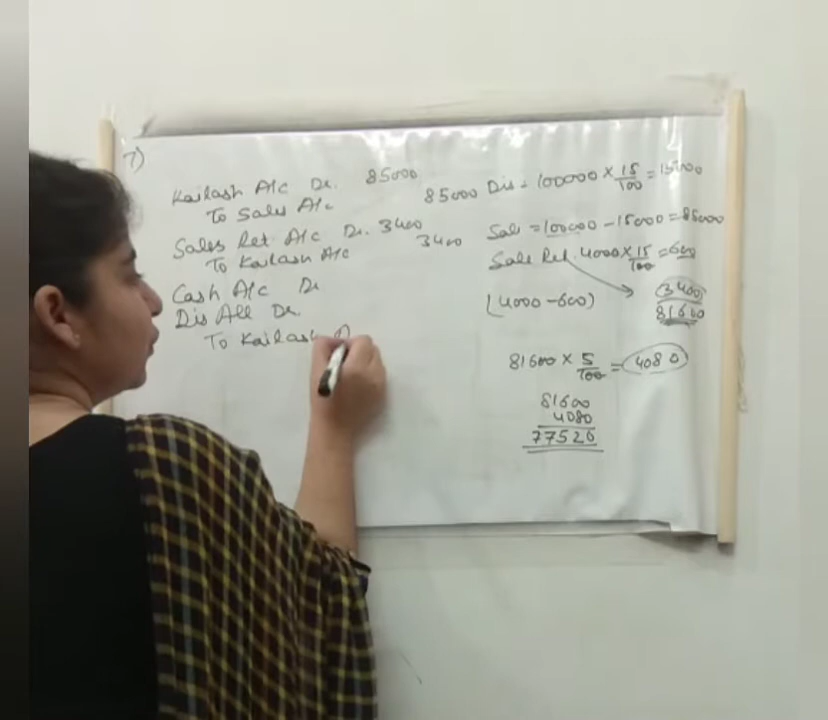 7)
Kailash A/c Dr. 85000
To Sales A/c 85000
Sales Ret. A/c Dr. 3400
To Kailash A/c 3400
Cash A/c Dr
Dis All Dr.
To Kailash A
Dis = 100000 × 15/100 = 15000
Sale = 100000 - 15000 = 85000
Sale Ret. 4000 × 15/100 = 600
(4000 - 600) 3400
81600
81600 × 5/100 = 4080
81600
4080
77520